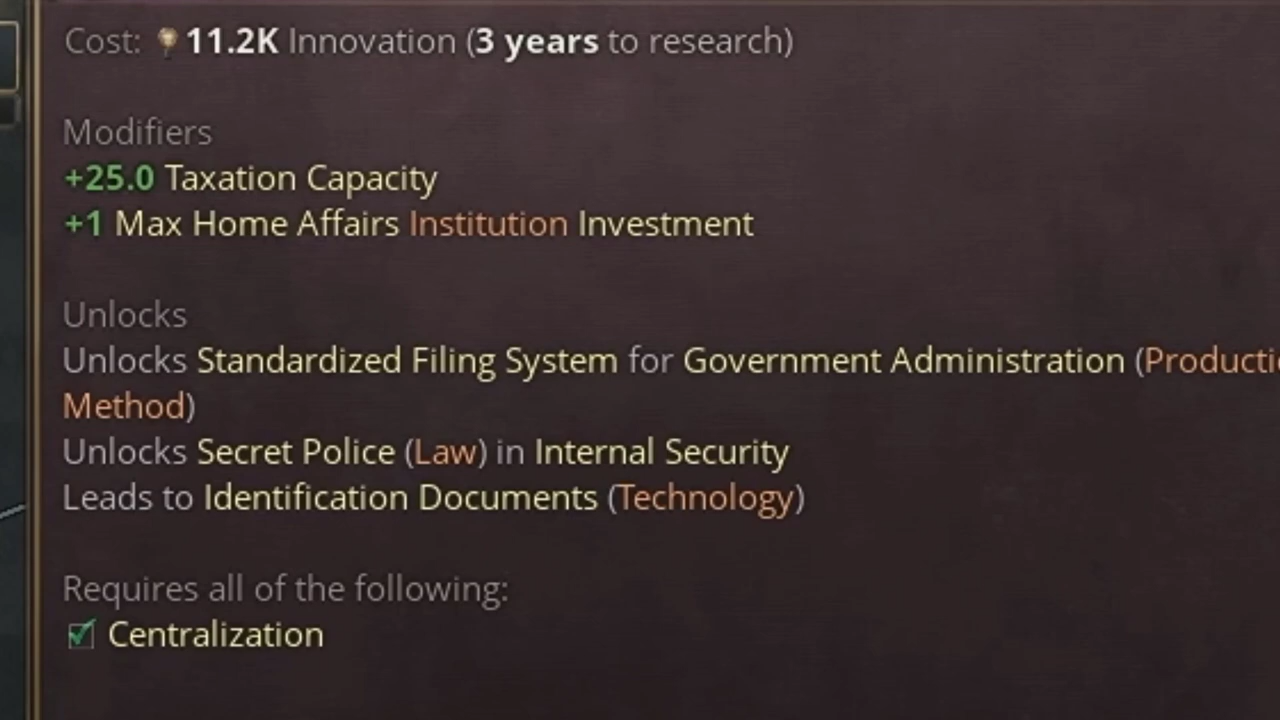 Cost: 11.2K Innovation (3 years to research)
Modifiers
+25.0 Taxation Capacity
+1 Max Home Affairs Institution Investment
Unlocks
Unlocks Standardized Filing System for Government Administration (Producti
Method)
Unlocks Secret Police (Law) in Internal Security
Leads to Identification Documents (Technology)
Requires all of the following:
Centralization